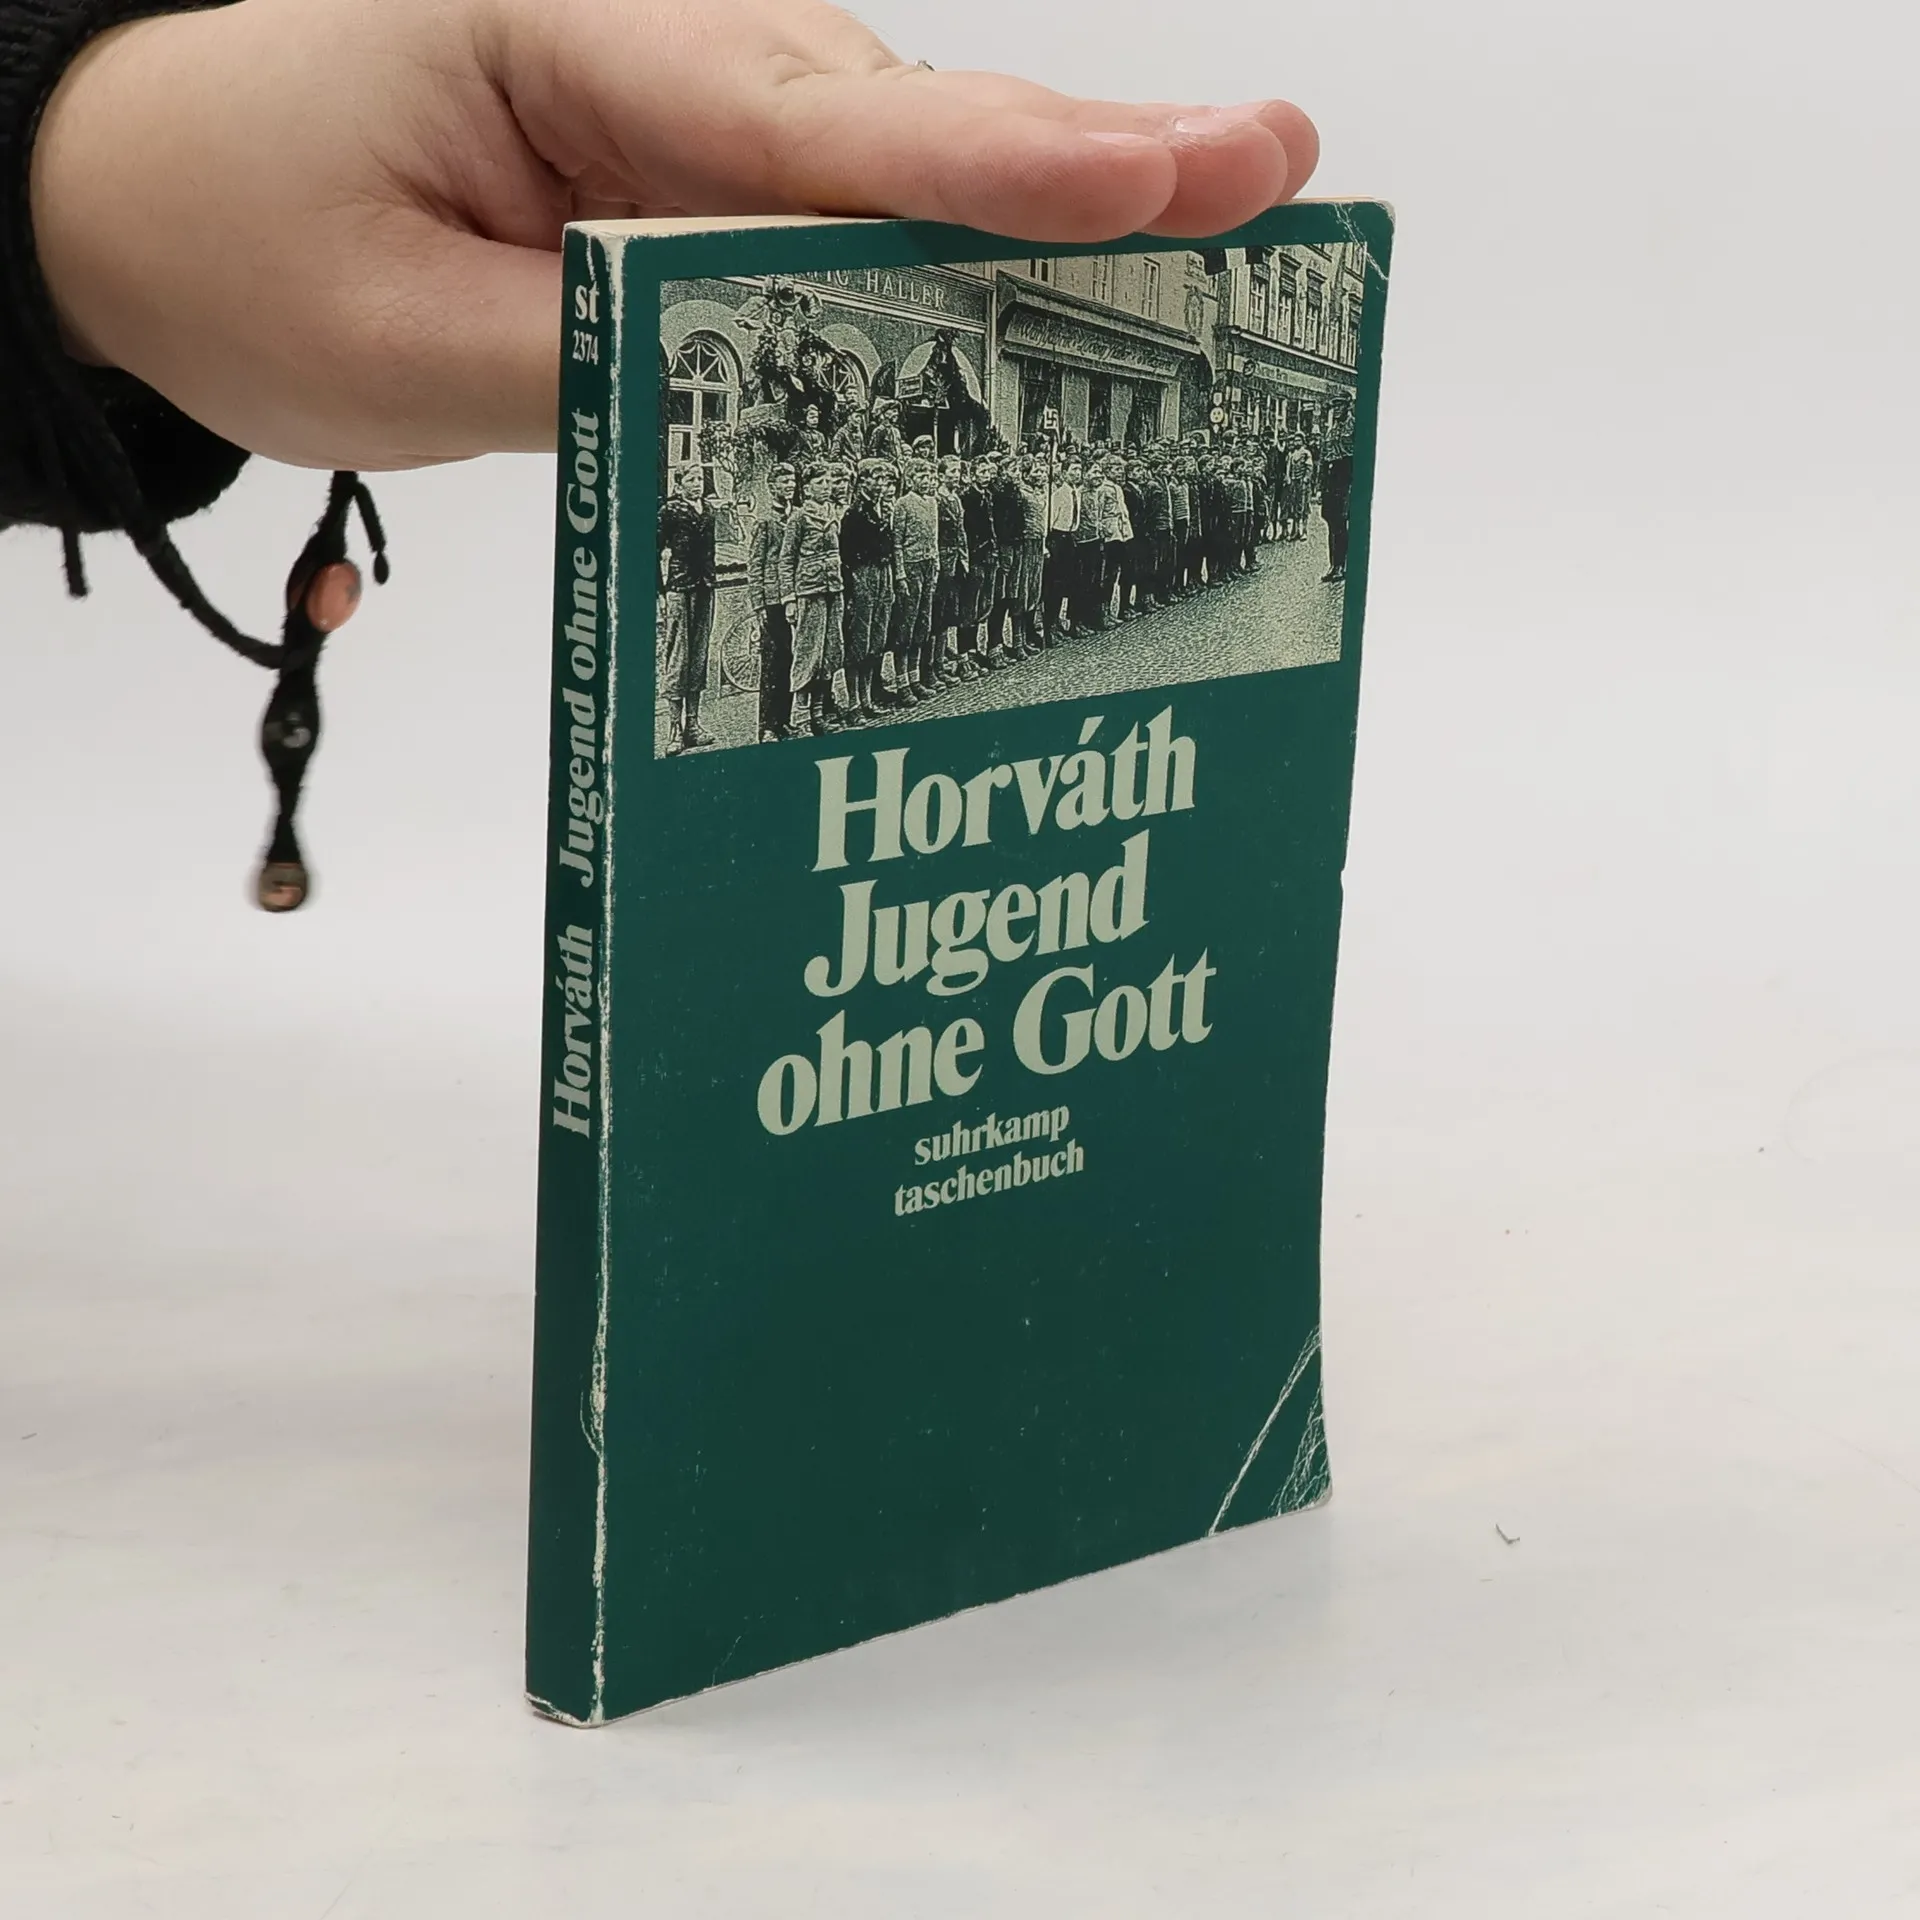 st
2374
Horváth Jugend ohne Gott
HALLER
Horváth
Jugend
ohne Gott
suhrkamp
taschenbuch